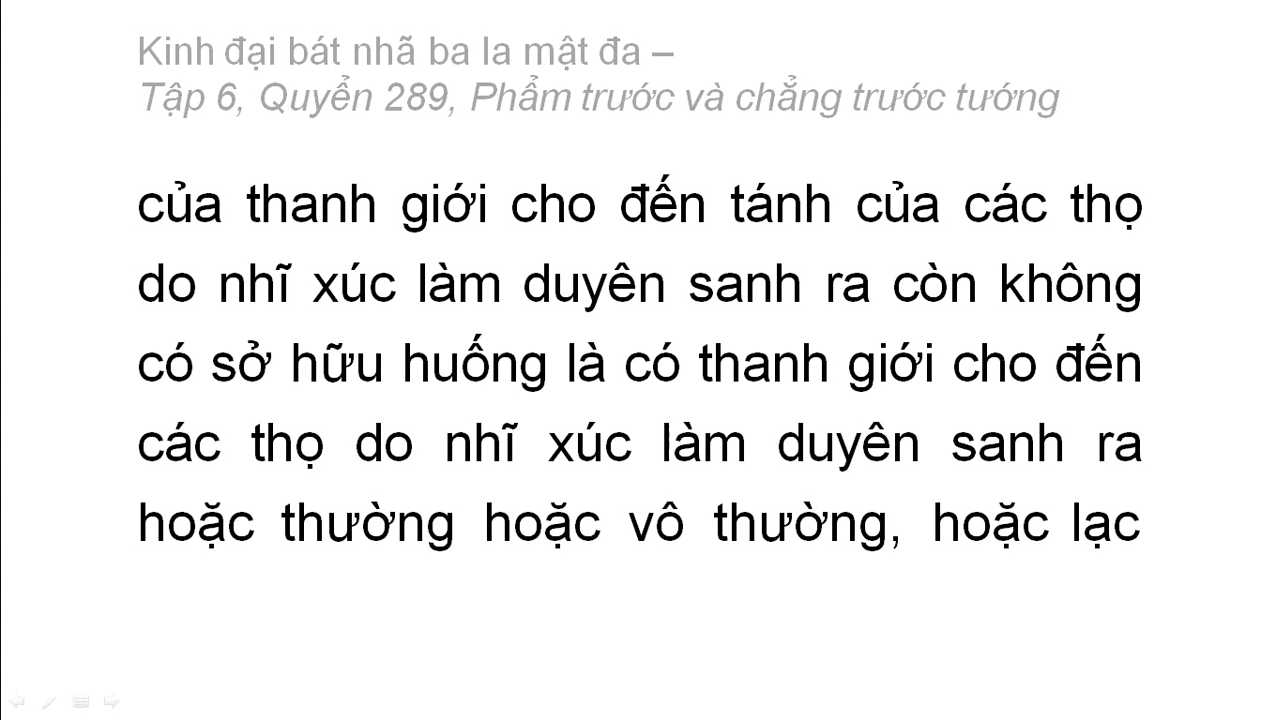 Kinh đại bát nhã ba la mật đa –
Tập 6, Quyển 289, Phẩm trước và chẳng trước tướng
của thanh giới cho đến tánh của các thọ
do nhĩ xúc làm duyên sanh ra còn không
có sở hữu huống là có thanh giới cho đến
các thọ do nhĩ xúc làm duyên sanh ra
hoặc thường hoặc vô thường, hoặc lạc